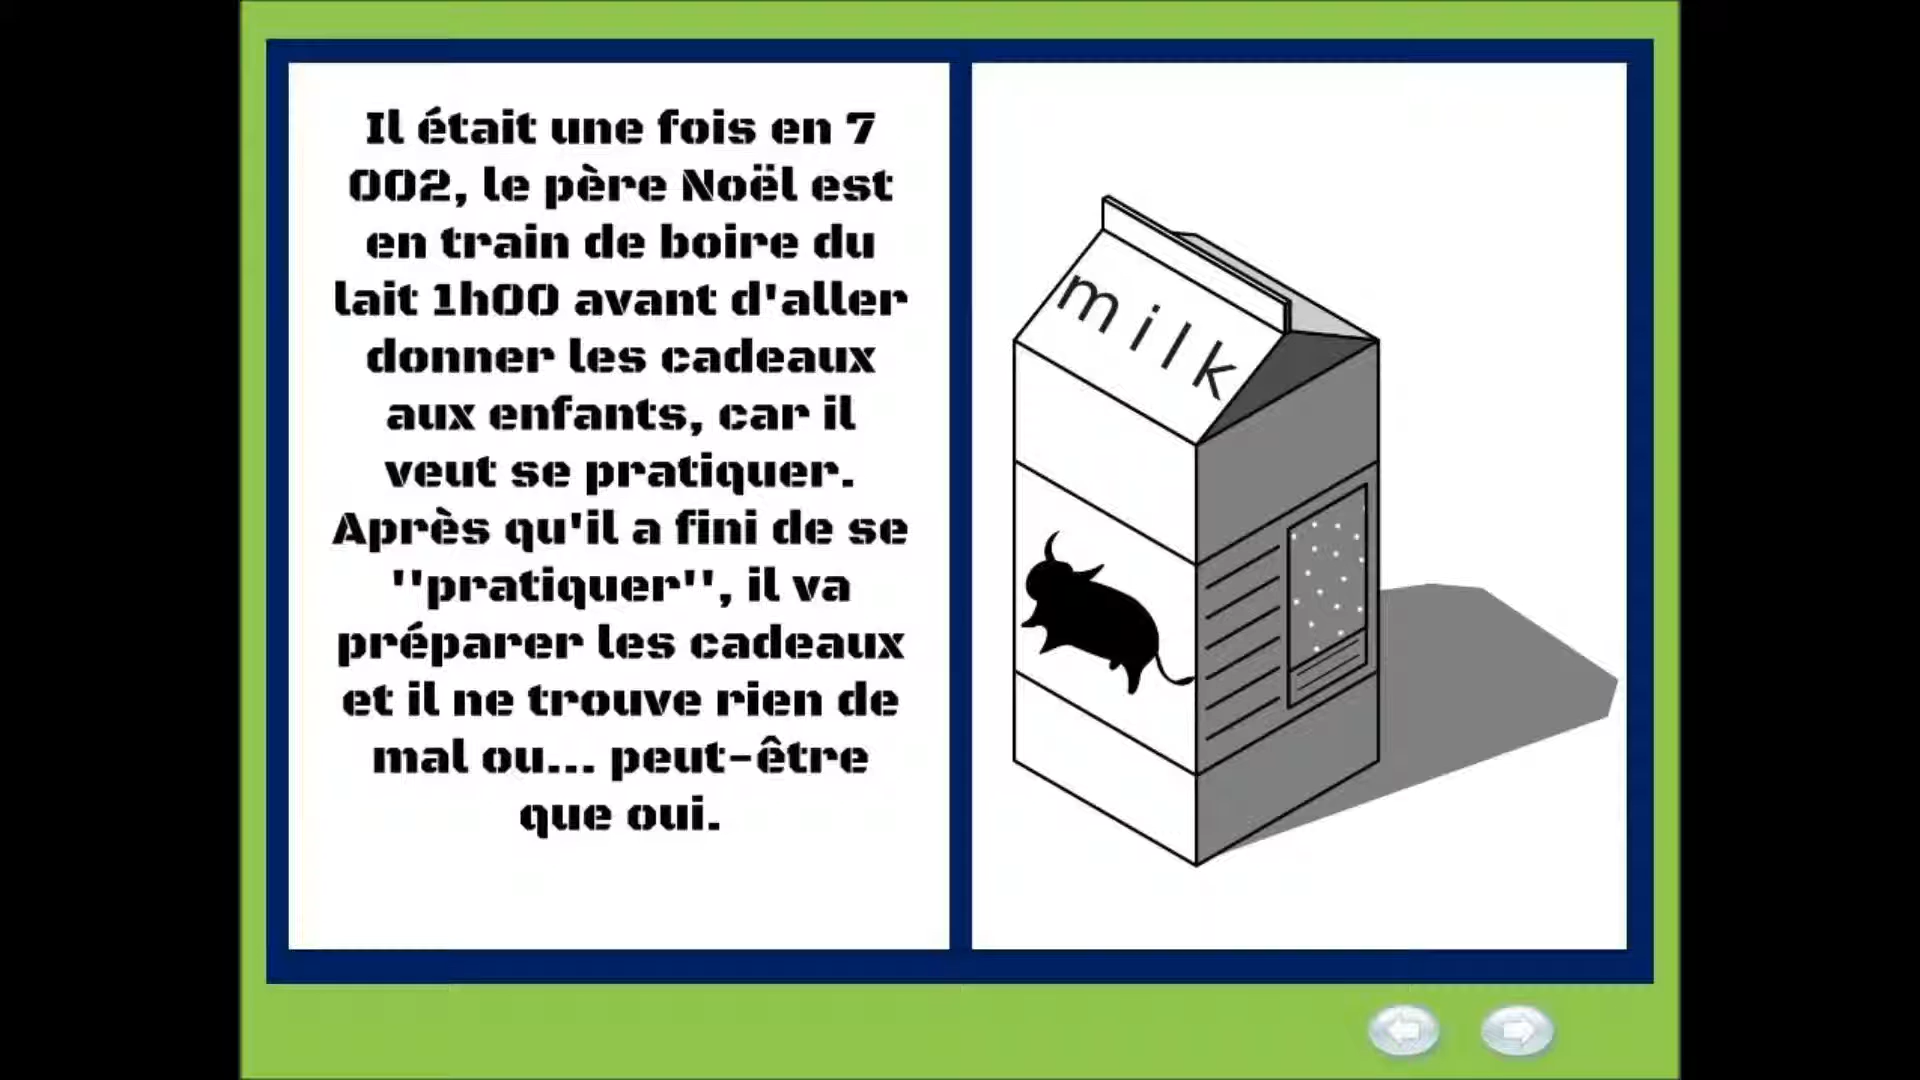 Il était une fois en 7
002, le père Noël est
en train de boire du
lait 1h00 avant d'aller
donner les cadeaux
aux enfants, car il
veut se pratiquer.
Après qu'il a fini de se
''pratiquer'', il va
préparer les cadeaux
et il ne trouve rien de
mal ou... peut-être
que oui.
milk